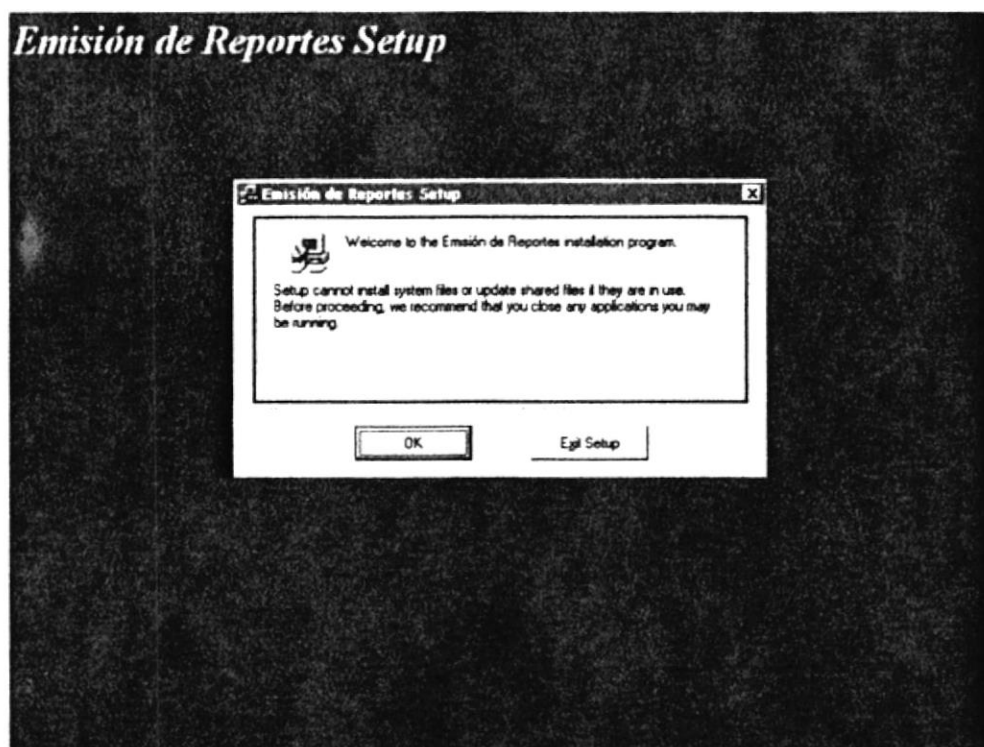 Emisión de Reportes Setup
Emisión de Reportes Setup
Welcome to the Emisión de Reportes installation program.
Setup cannot install system files or update shared files if they are in use.
Before proceeding, we recommend that you close any applications you may
be running.
OK
Exit Setup